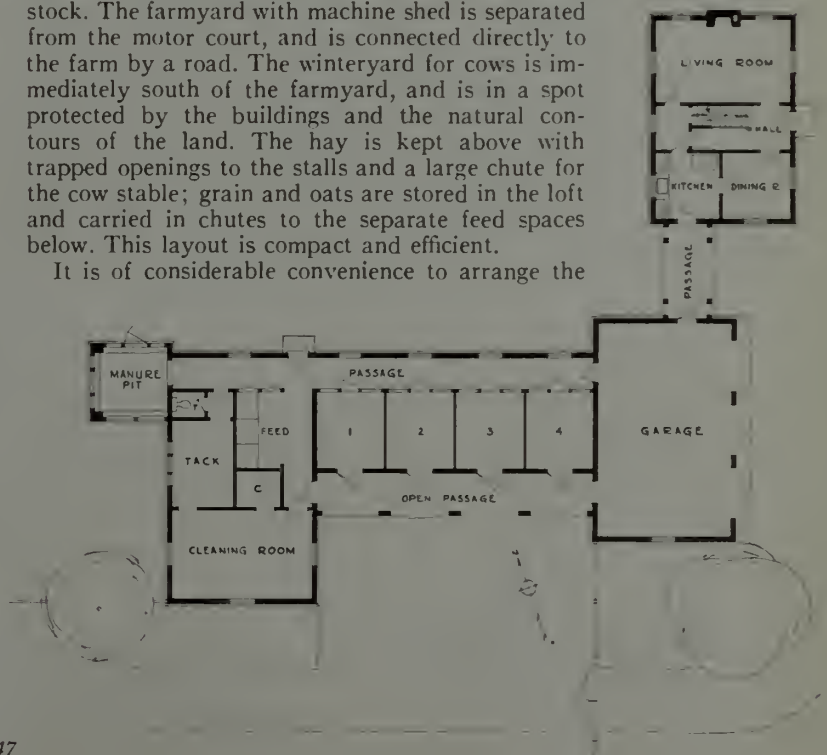 stock. The farmyard with machine shed is separated
from the motor court, and is connected directly to
the farm by a road. The winteryard for cows is im-
mediately south of the farmyard, and is in a spot
protected by the buildings and the natural con-
tours of the land. The hay is kept above with
trapped openings to the stalls and a large chute for
the cow stable; grain and oats are stored in the loft
and carried in chutes to the separate feed spaces
below. This layout is compact and efficient.
It is of considerable convenience to arrange the
LIVING ROOM
HALL
KITCHEN
DINING R.
PASSAGE
MANURE
PIT
PASSAGE
T.
FEED
1
2
3
4
GARAGE
TACK
C
OPEN PASSAGE
CLEANING ROOM
47